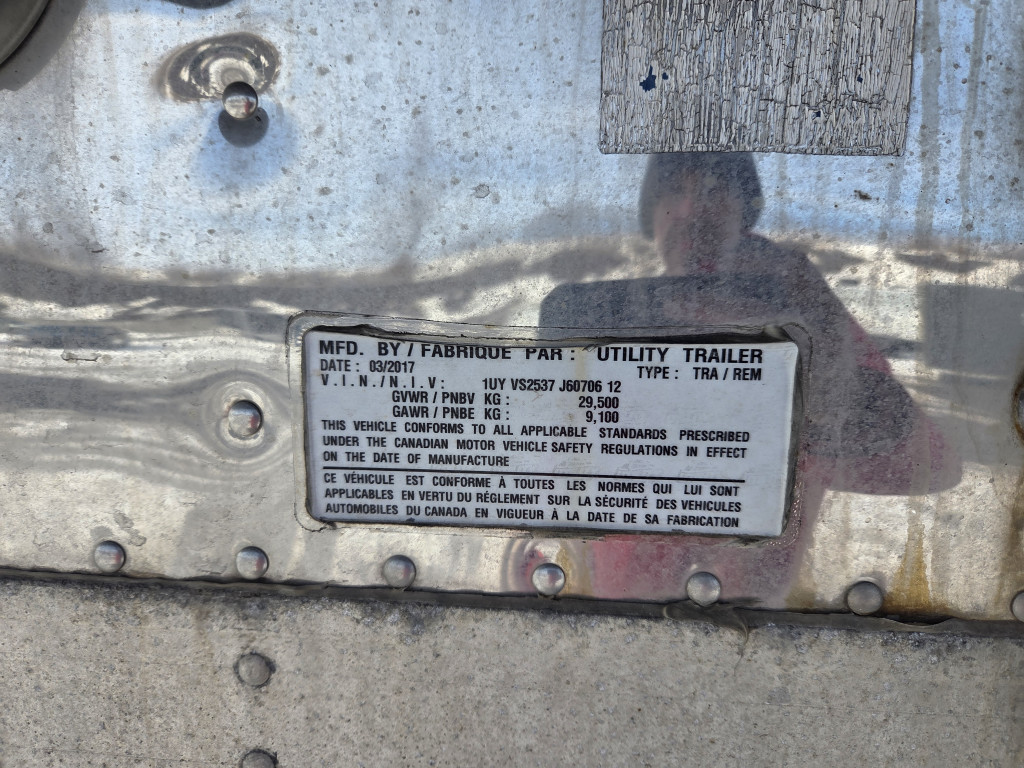 MFD. BY / FABRIQUE PAR : UTILITY TRAILER
DATE : 03/2017 TYPE : TRA / REM
V.I.N./N.I.V: 1UY VS2537 J60706 12
GVWR / PNBV KG : 29,500
GAWR / PNBE KG : 9,100
THIS VEHICLE CONFORMS TO ALL APPLICABLE STANDARDS PRESCRIBED
UNDER THE CANADIAN MOTOR VEHICLE SAFETY REGULATIONS IN EFFECT
ON THE DATE OF MANUFACTURE
CE VÉHICULE EST CONFORME À TOUTES LES NORMES QUI LUI SONT
APPLICABLES EN VERTU DU RÉGLEMENT SUR LA SÉCURITÉ DES VEHICULES
AUTOMOBILES DU CANADA EN VIGUEUR À LA DATE DE SA FABRICATION